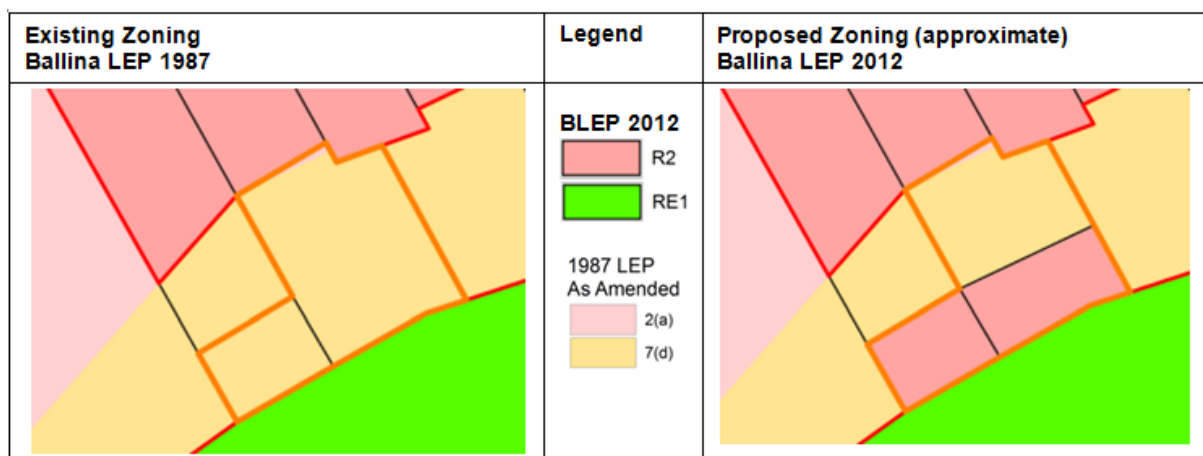 Existing Zoning
Ballina LEP 1987
Legend
Proposed Zoning (approximate)
Ballina LEP 2012
BLEP 2012
R2
RE1
1987 LEP
As Amended
2(a)
7(d)